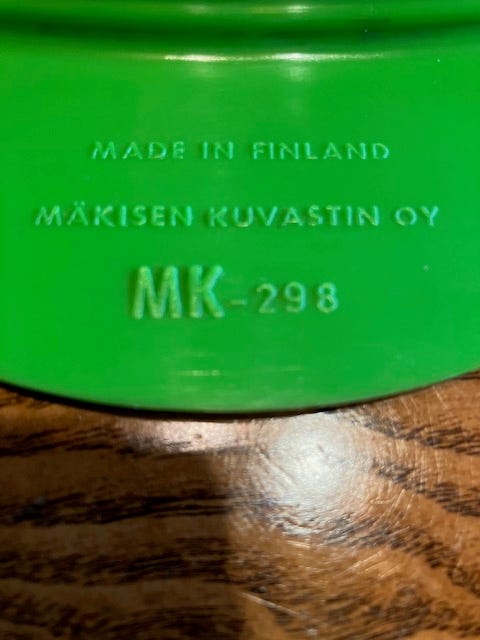 MADE IN FINLAND
MÄKISEN KUVASTIN OY
MK-298